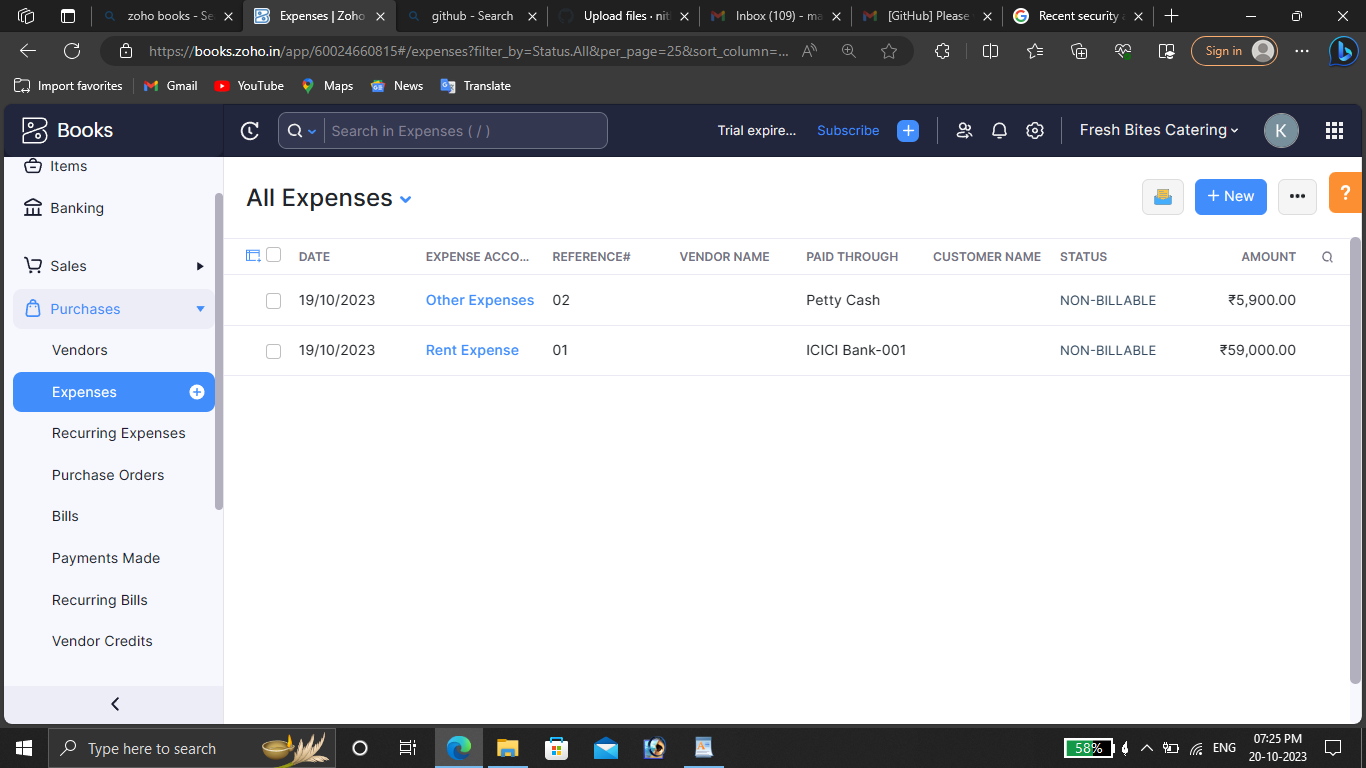 zoho books - Se
Expenses | Zoho
github - Search
Upload files · nit
Inbox (109) - ma
[GitHub] Please
Recent security a
https://books.zoho.in/app/60024660815#/expenses?filter_by=Status.All&per_page=25&sort_column=...
Sign in
Import favorites
Gmail
YouTube
Maps
News
Translate
Books
Search in Expenses ( / )
Trial expire...
Subscribe
Fresh Bites Catering
K
Items
Banking
Sales
Purchases
Vendors
Expenses
Recurring Expenses
Purchase Orders
Bills
Payments Made
Recurring Bills
Vendor Credits
All Expenses
+ New
?
DATE EXPENSE ACCO... REFERENCE# VENDOR NAME PAID THROUGH CUSTOMER NAME STATUS AMOUNT
19/10/2023 Other Expenses 02 Petty Cash NON-BILLABLE ₹5,900.00
19/10/2023 Rent Expense 01 ICICI Bank-001 NON-BILLABLE ₹59,000.00
Type here to search
58%
ENG
07:25 PM
20-10-2023